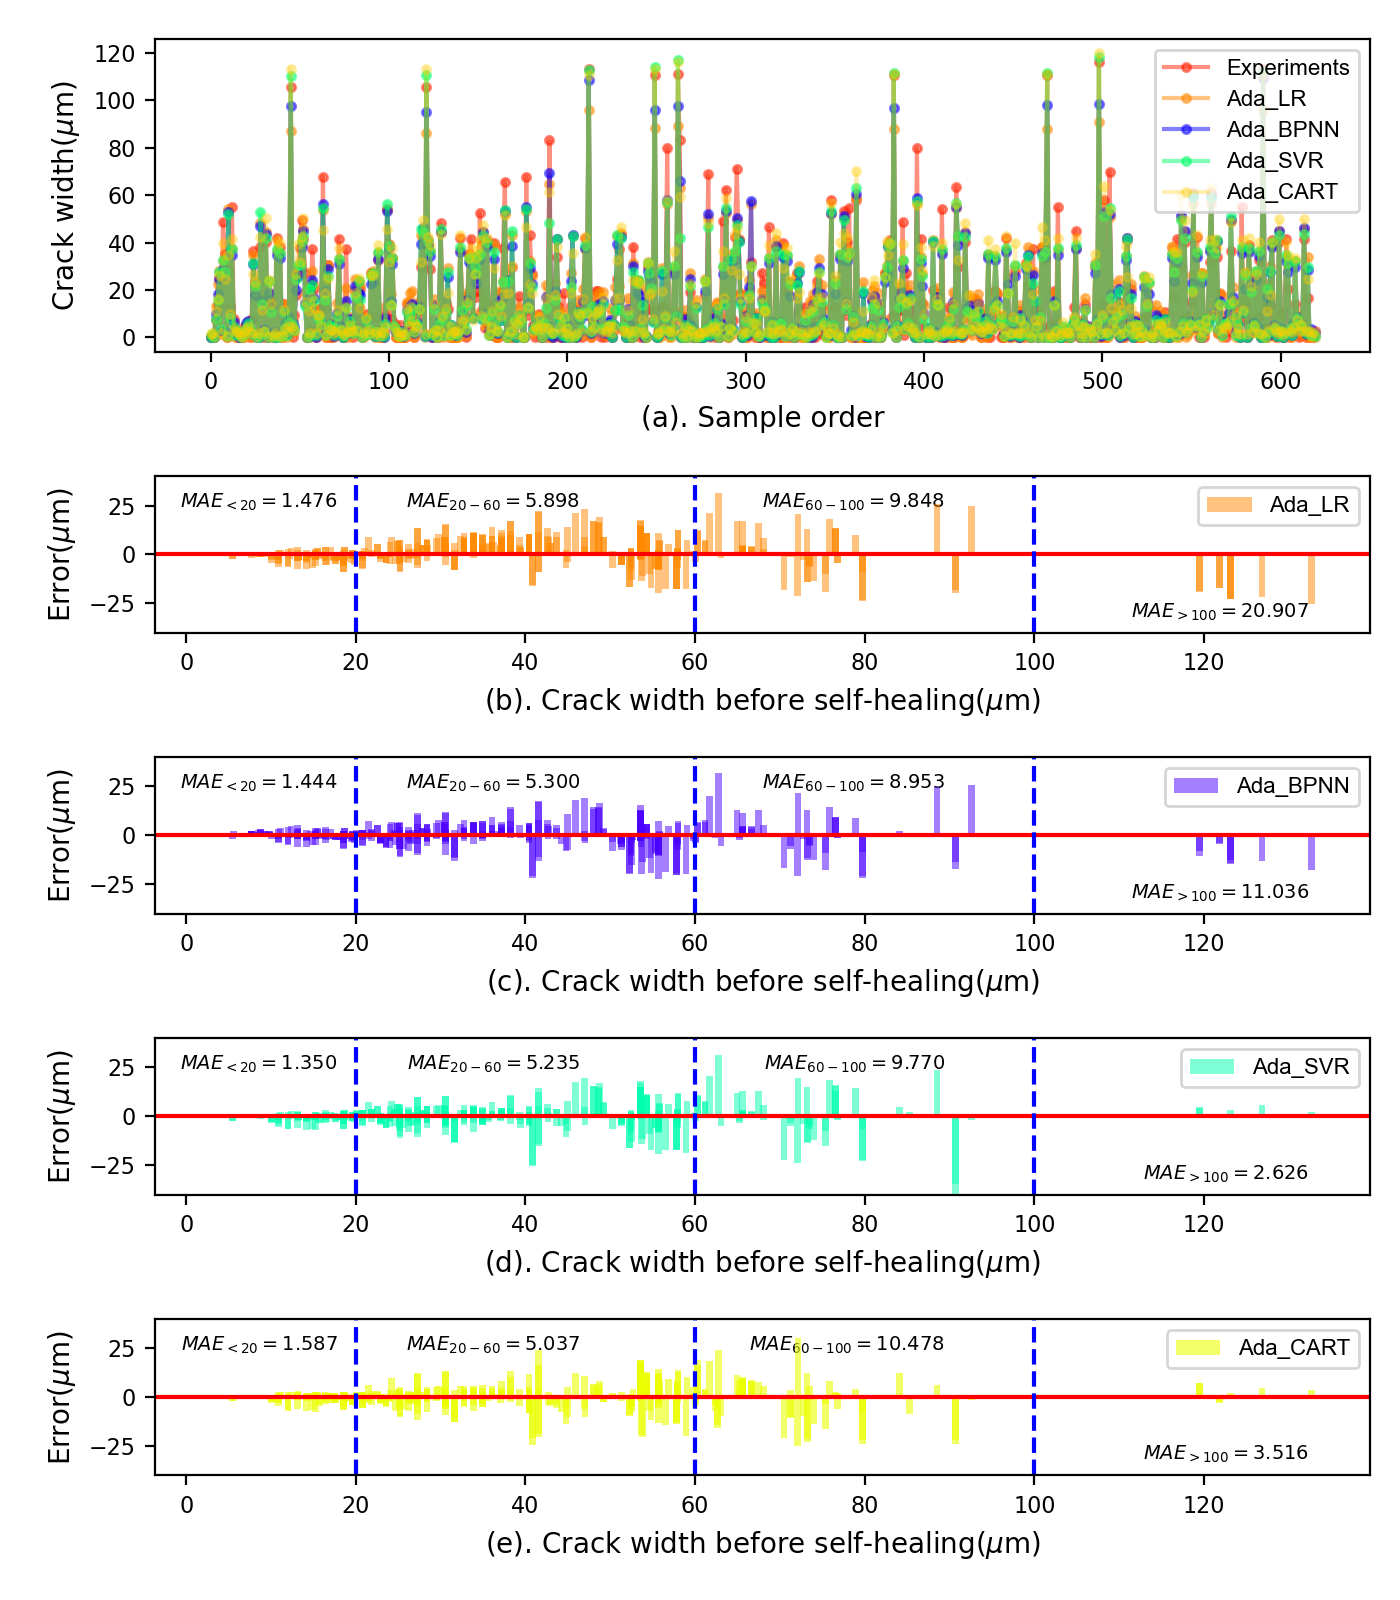 Crack width(μm)
120
100
80
60
40
20
0
Experiments
Ada_LR
Ada_BPNN
Ada_SVR
Ada_CART
0 100 200 300 400 500 600
(a). Sample order
Error(μm)
25
0
−25
MAE<20 = 1.476 MAE20−60 = 5.898 MAE60−100 = 9.848
Ada_LR
MAE>100 = 20.907
0 20 40 60 80 100 120
(b). Crack width before self-healing(μm)
Error(μm)
25
0
−25
MAE<20 = 1.444 MAE20−60 = 5.300 MAE60−100 = 8.953
Ada_BPNN
MAE>100 = 11.036
0 20 40 60 80 100 120
(c). Crack width before self-healing(μm)
Error(μm)
25
0
−25
MAE<20 = 1.350 MAE20−60 = 5.235 MAE60−100 = 9.770
Ada_SVR
MAE>100 = 2.626
0 20 40 60 80 100 120
(d). Crack width before self-healing(μm)
Error(μm)
25
0
−25
MAE<20 = 1.587 MAE20−60 = 5.037 MAE60−100 = 10.478
Ada_CART
MAE>100 = 3.516
0 20 40 60 80 100 120
(e). Crack width before self-healing(μm)